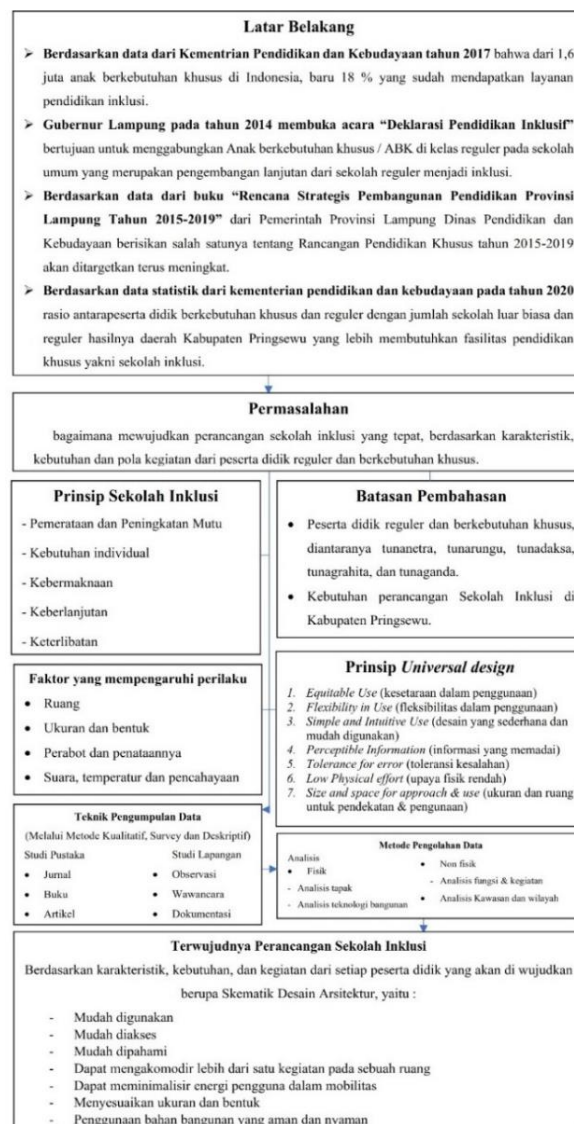 Latar Belakang
➢ Berdasarkan data dari Kementrian Pendidikan dan Kebudayaan tahun 2017 bahwa dari 1,6
juta anak berkebutuhan khusus di Indonesia, baru 18 % yang sudah mendapatkan layanan
pendidikan inklusi.
➢ Gubernur Lampung pada tahun 2014 membuka acara “Deklarasi Pendidikan Inklusif”
bertujuan untuk menggabungkan Anak berkebutuhan khusus / ABK di kelas reguler pada sekolah
umum yang merupakan pengembangan lanjutan dari sekolah reguler menjadi inklusi.
➢ Berdasarkan data dari buku “Rencana Strategis Pembangunan Pendidikan Provinsi
Lampung Tahun 2015-2019” dari Pemerintah Provinsi Lampung Dinas Pendidikan dan
Kebudayaan berisikan salah satunya tentang Rancangan Pendidikan Khusus tahun 2015-2019
akan ditargetkan terus meningkat.
➢ Berdasarkan data statistik dari kementerian pendidikan dan kebudayaan pada tahun 2020
rasio antarapeserta didik berkebutuhan khusus dan reguler dengan jumlah sekolah luar biasa dan
reguler hasilnya daerah Kabupaten Pringsewu yang lebih membutuhkan fasilitas pendidikan
khusus yakni sekolah inklusi.
Permasalahan
bagaimana mewujudkan perancangan sekolah inklusi yang tepat, berdasarkan karakteristik,
kebutuhan dan pola kegiatan dari peserta didik reguler dan berkebutuhan khusus.
Prinsip Sekolah Inklusi
- Pemerataan dan Peningkatan Mutu
- Kebutuhan individual
- Kebermaknaan
- Keberlanjutan
- Keterlibatan
Batasan Pembahasan
• Peserta didik reguler dan berkebutuhan khusus,
diantaranya tunanetra, tunarungu, tunadaksa,
tunagrahita, dan tunaganda.
• Kebutuhan perancangan Sekolah Inklusi di
Kabupaten Pringsewu.
Faktor yang mempengaruhi perilaku
• Ruang
• Ukuran dan bentuk
• Perabot dan penataannya
• Suara, temperatur dan pencahayaan
Prinsip Universal design
1. Equitable Use (kesetaraan dalam penggunaan)
2. Flexibility in Use (fleksibilitas dalam penggunaan)
3. Simple and Intuitive Use (desain yang sederhana dan
mudah digunakan)
4. Perceptible Information (informasi yang memadai)
5. Tolerance for error (toleransi kesalahan)
6. Low Physical effort (upaya fisik rendah)
7. Size and space for approach & use (ukuran dan ruang
untuk pendekatan & pengunaan)
Teknik Pengumpulan Data
(Melalui Metode Kualitatif, Survey dan Deskriptif)
Studi Pustaka
• Jurnal
• Buku
• Artikel
Studi Lapangan
• Observasi
• Wawancara
• Dokumentasi
Metode Pengolahan Data
Analisis
• Fisik
- Analisis tapak
- Analisis teknologi bangunan
• Non fisik
- Analisis fungsi & kegiatan
• Analisis Kawasan dan wilayah
Terwujudnya Perancangan Sekolah Inklusi
Berdasarkan karakteristik, kebutuhan, dan kegiatan dari setiap peserta didik yang akan di wujudkan
berupa Skematik Desain Arsitektur, yaitu :
- Mudah digunakan
- Mudah diakses
- Mudah dipahami
- Dapat mengakomodir lebih dari satu kegiatan pada sebuah ruang
- Dapat meminimalisir energi pengguna dalam mobilitas
- Menyesuaikan ukuran dan bentuk
- Penggunaan bahan bangunan yang aman dan nyaman